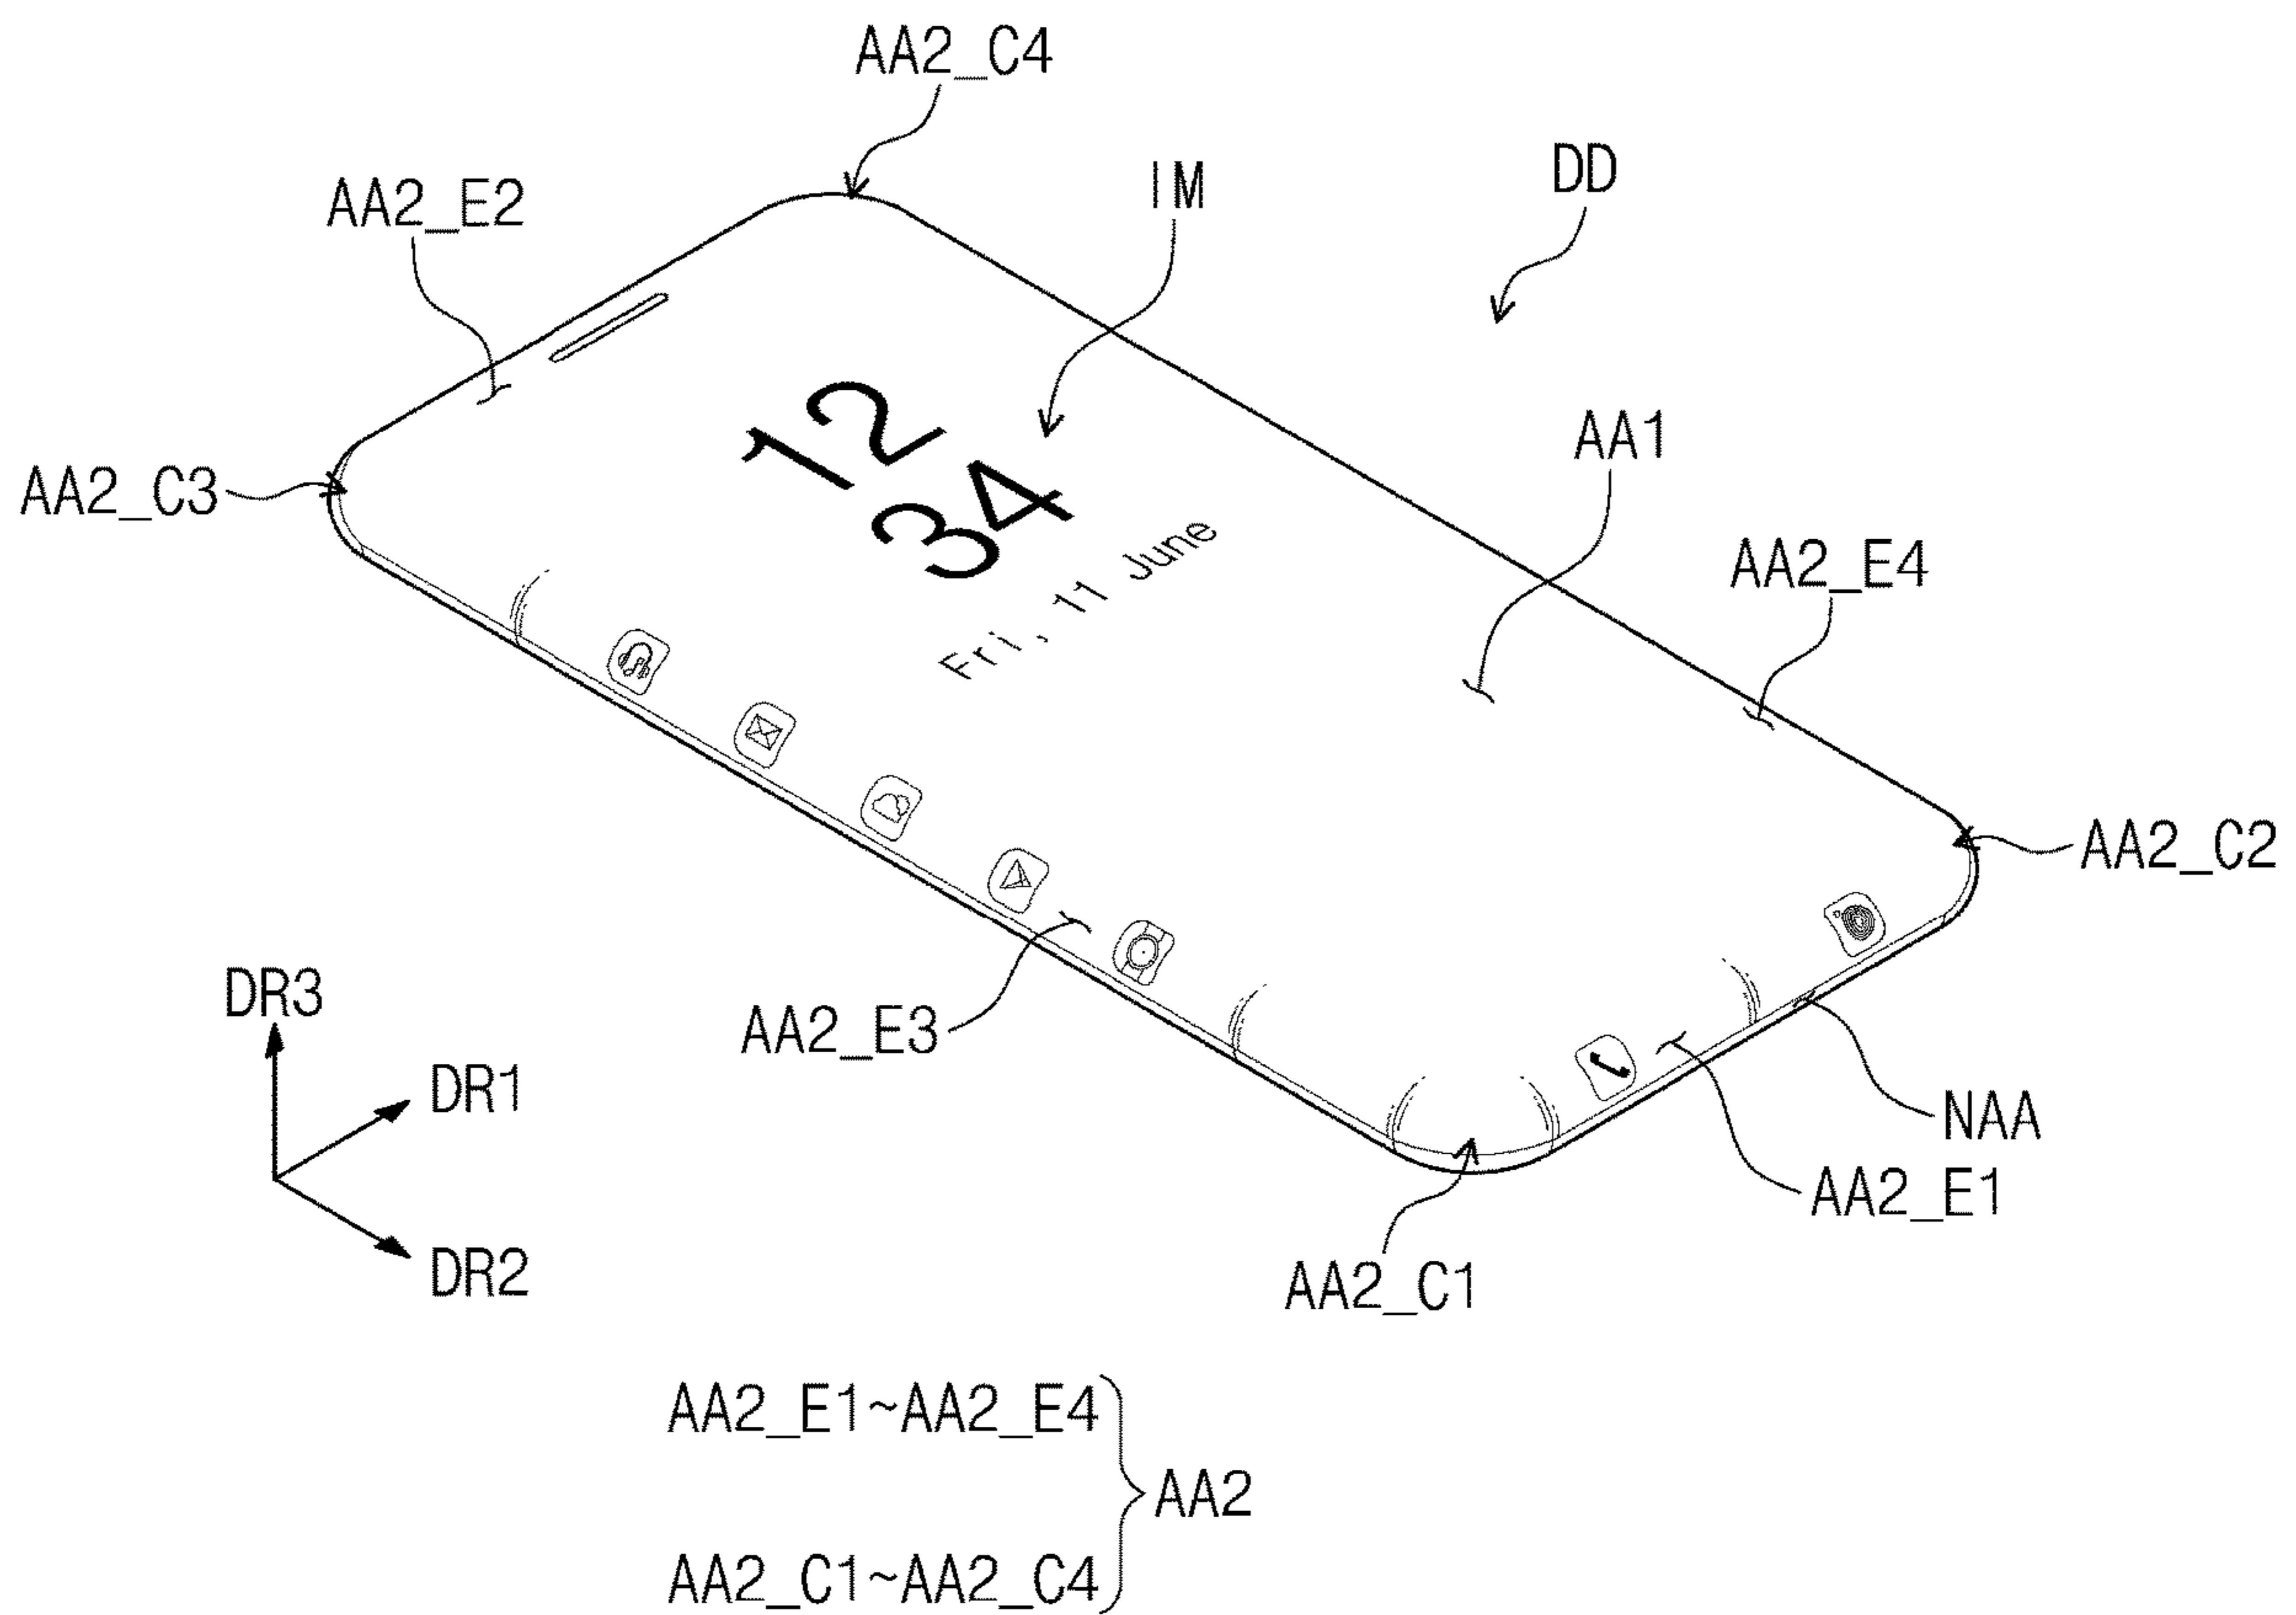 AA2_C4
IM
DD
AA2_E2
AA1
AA2_C3
12
34
Fri, 11 June
AA2_E4
AA2_C2
DR3
DR1
DR2
AA2_E3
NAA
AA2_E1
AA2_C1
AA2_E1~AA2_E4
AA2
AA2_C1~AA2_C4